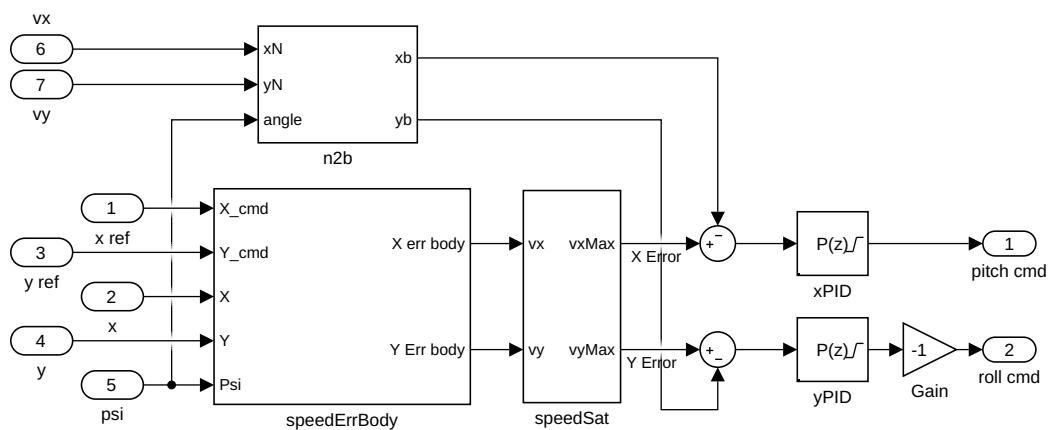 vx
6
7
vy
xN
yN
angle
xb
yb
n2b
1
x ref
3
y ref
2
x
4
y
5
psi
X_cmd
Y_cmd
X
Y
Psi
X err body
Y Err body
speedErrBody
vx
vy
vxMax
vyMax
speedSat
X Error
Y Error
+
−
+
−
P(z)
xPID
P(z)
yPID
-1
Gain
1
pitch cmd
2
roll cmd